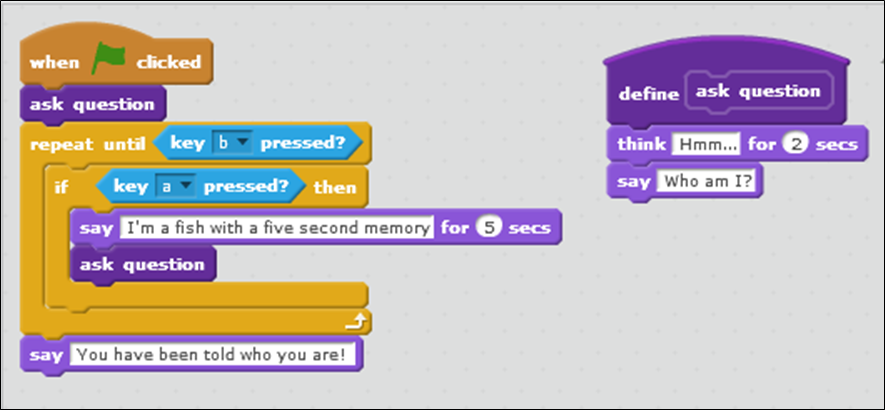 when clicked
ask question
repeat until key b pressed?
if key a pressed? then
say I'm a fish with a five second memory for 5 secs
ask question
say You have been told who you are!
define ask question
think Hmm... for 2 secs
say Who am I?